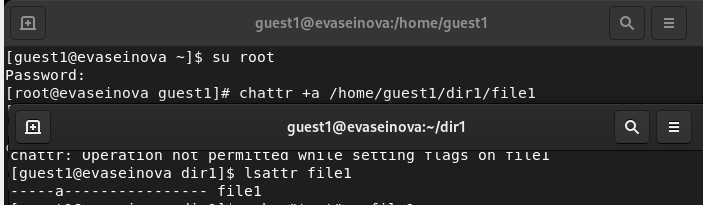 guest1@evaseinova:/home/guest1
[guest1@evaseinova ~]$ su root
Password:
[root@evaseinova guest1]# chattr +a /home/guest1/dir1/file1
guest1@evaseinova:~/dir1
chattr: Operation not permitted while setting flags on file1
[guest1@evaseinova dir1]$ lsattr file1
-----a---------------- file1